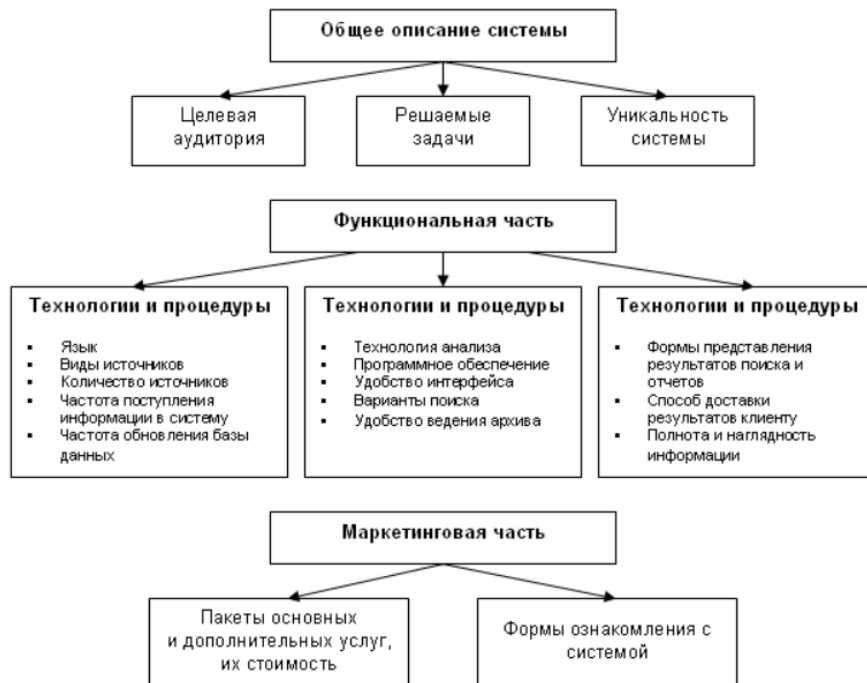 Общее описание системы
Целевая
аудитория
Решаемые
задачи
Уникальность
системы
Функциональная часть
Технологии и процедуры
▪ Язык
▪ Виды источников
▪ Количество источников
▪ Частота поступления
информации в систему
▪ Частота обновления базы
данных
Технологии и процедуры
▪ Технология анализа
▪ Программное обеспечение
▪ Удобство интерфейса
▪ Варианты поиска
▪ Удобство ведения архива
Технологии и процедуры
▪ Формы представления
результатов поиска и
отчетов
▪ Способ доставки
результатов клиенту
▪ Полнота и наглядность
информации
Маркетинговая часть
Пакеты основных
и дополнительных услуг,
их стоимость
Формы ознакомления с
системой